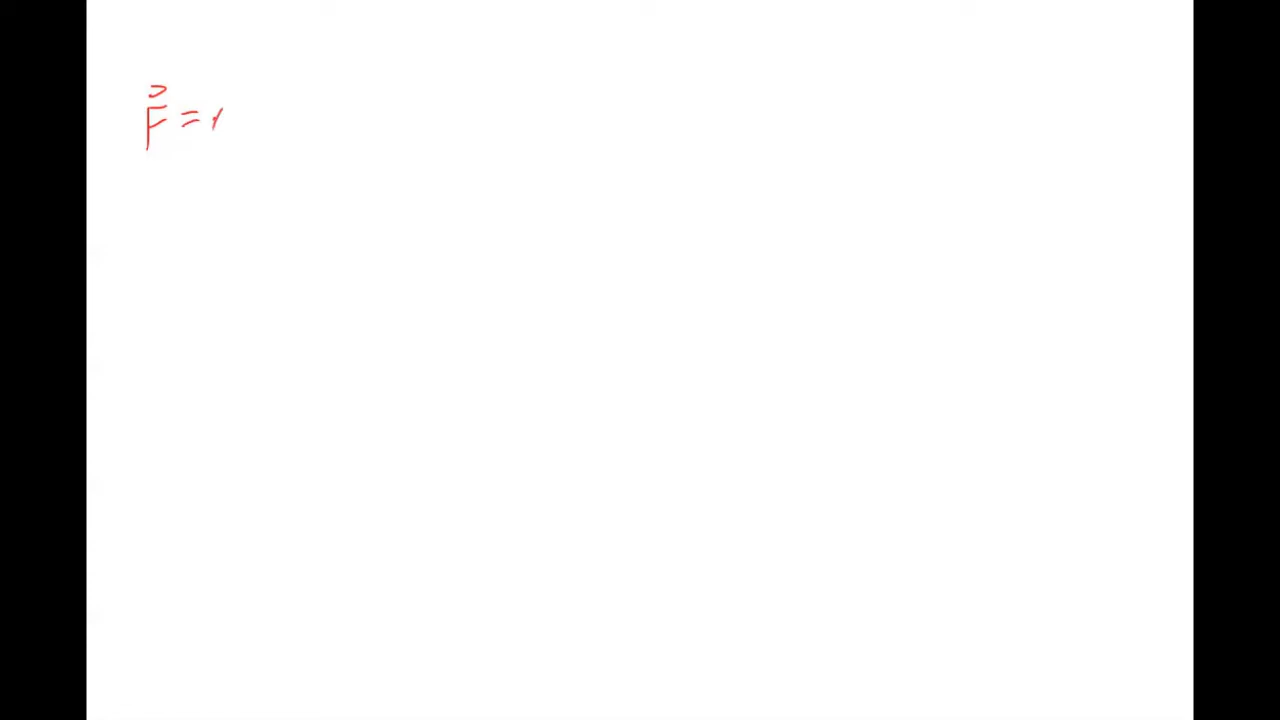 F⃗ =